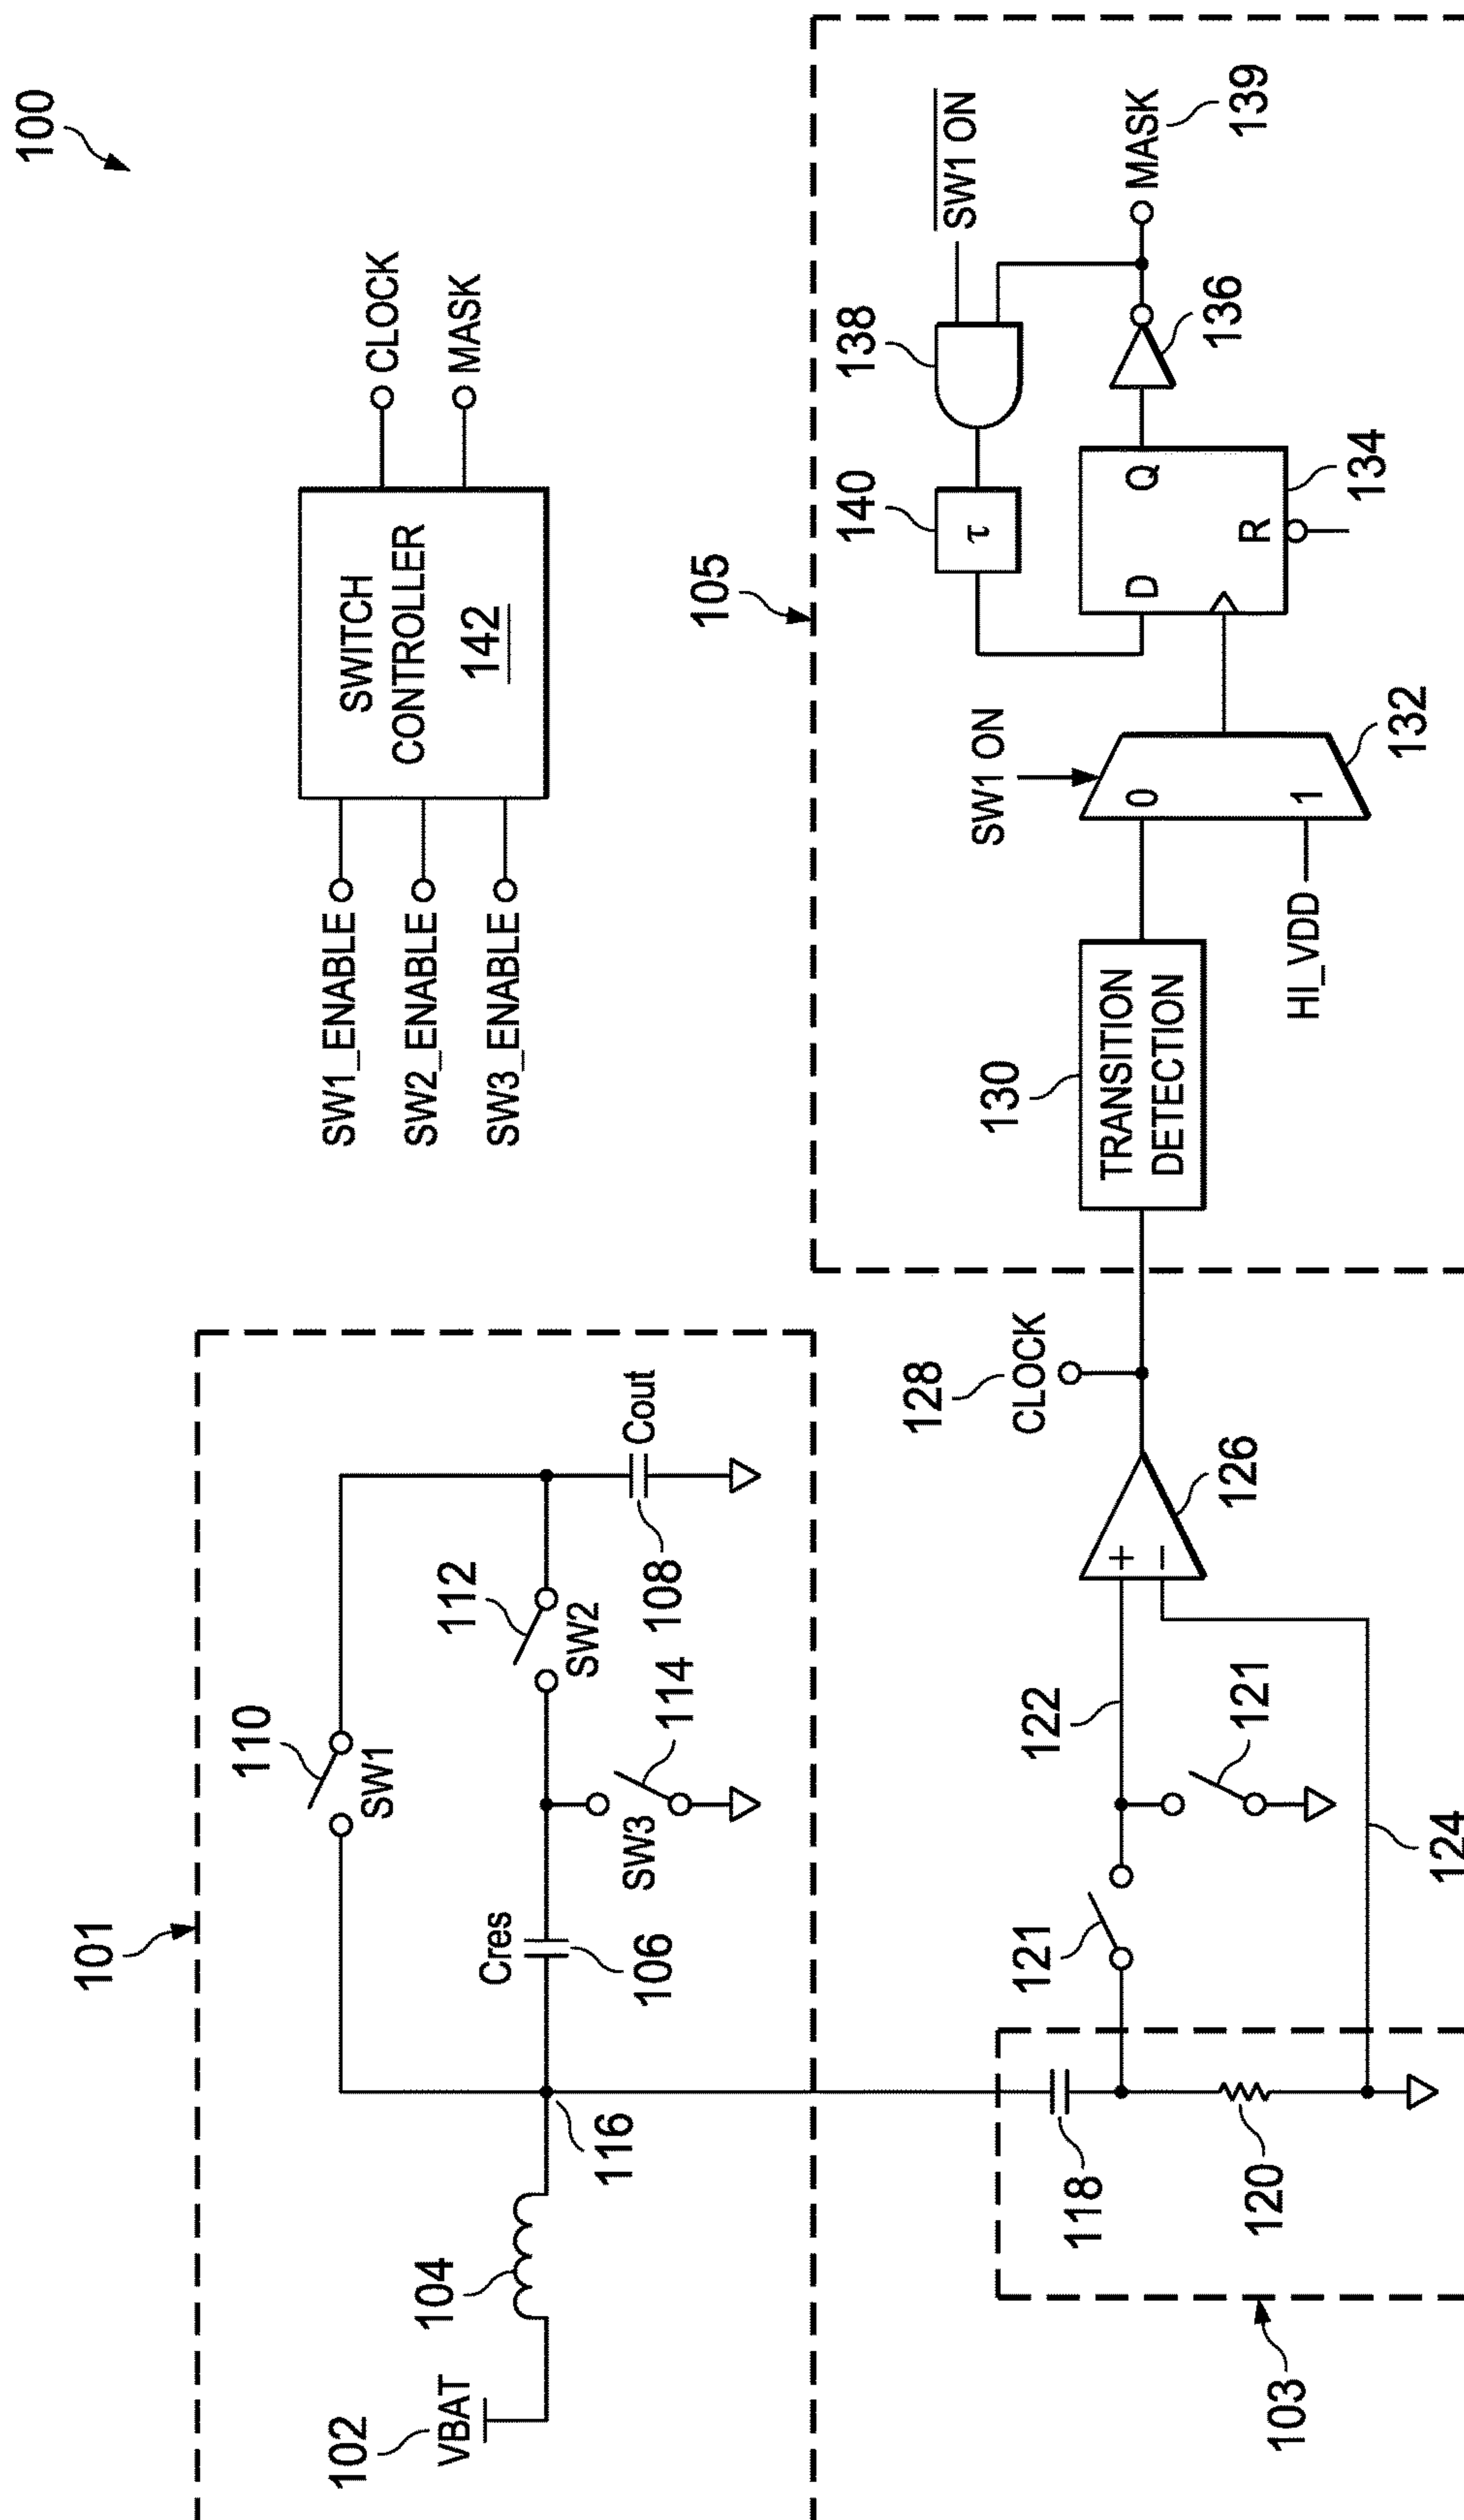 100
101
102
VBAT
104
116
110
SW1
Cres
106
SW3
114
112
SW2
108
Cout
SW1_ENABLE
SW2_ENABLE
SW3_ENABLE
SWITCH
CONTROLLER
142
CLOCK
MASK
103
118
120
121
121
122
124
+
−
126
128
CLOCK
105
130
TRANSITION
DETECTION
SW1 ON
0
1
HI_VDD
132
D
Q
R
134
140
τ
138
136
SW1 ON
MASK
139